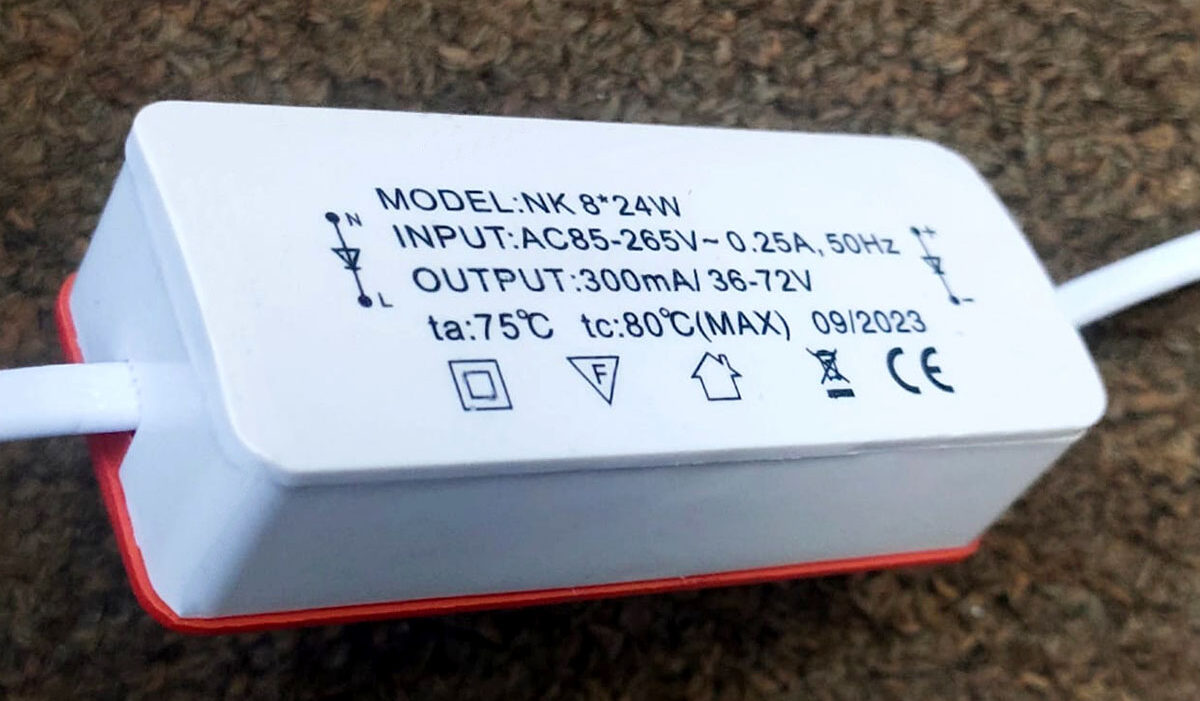 MODEL:NK 8*24W
N
INPUT:AC85-265V~ 0.25A, 50Hz
+
OUTPUT:300mA/ 36-72V
L
-
ta:75℃ tc:80℃(MAX) 09/2023
F
CE